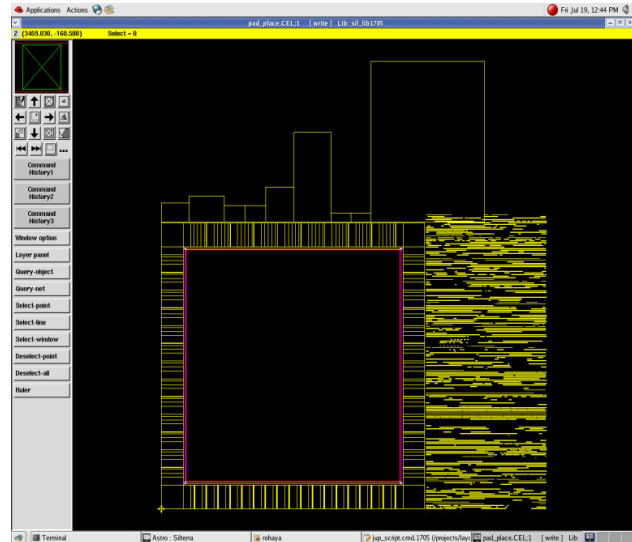 Applications Actions
Fri Jul 19, 12:44 PM
pad_place.CEL;1 [ write ] Lib: sil_lib1705
2 (3459.030, -160.580) Select = 0
Command
History1
Command
History2
Command
History3
Window option
Layer panel
Query-object
Query-net
Select-point
Select-line
Select-window
Deselect-point
Deselect-all
Ruler
Terminal
Astro : Silterra
rohaya
jup_script.cmd.1705 (/projects/layo
pad_place.CEL;1 [ write ] Lib: